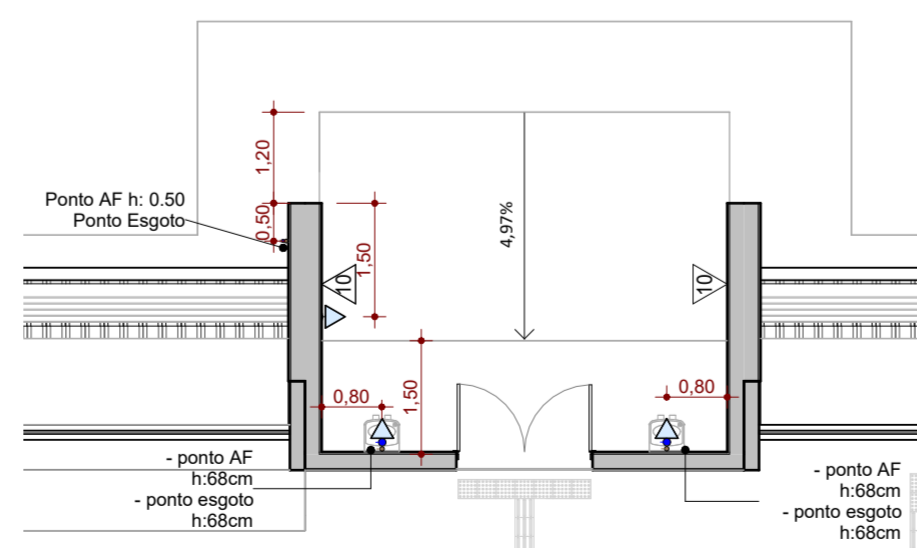 1,20
Ponto AF h: 0.50
Ponto Esgoto
0,50
1,50
4,97%
10
10
0,80
1,50
0,80
- ponto AF
h:68cm
- ponto esgoto
h:68cm
- ponto AF
h:68cm
- ponto esgoto
h:68cm